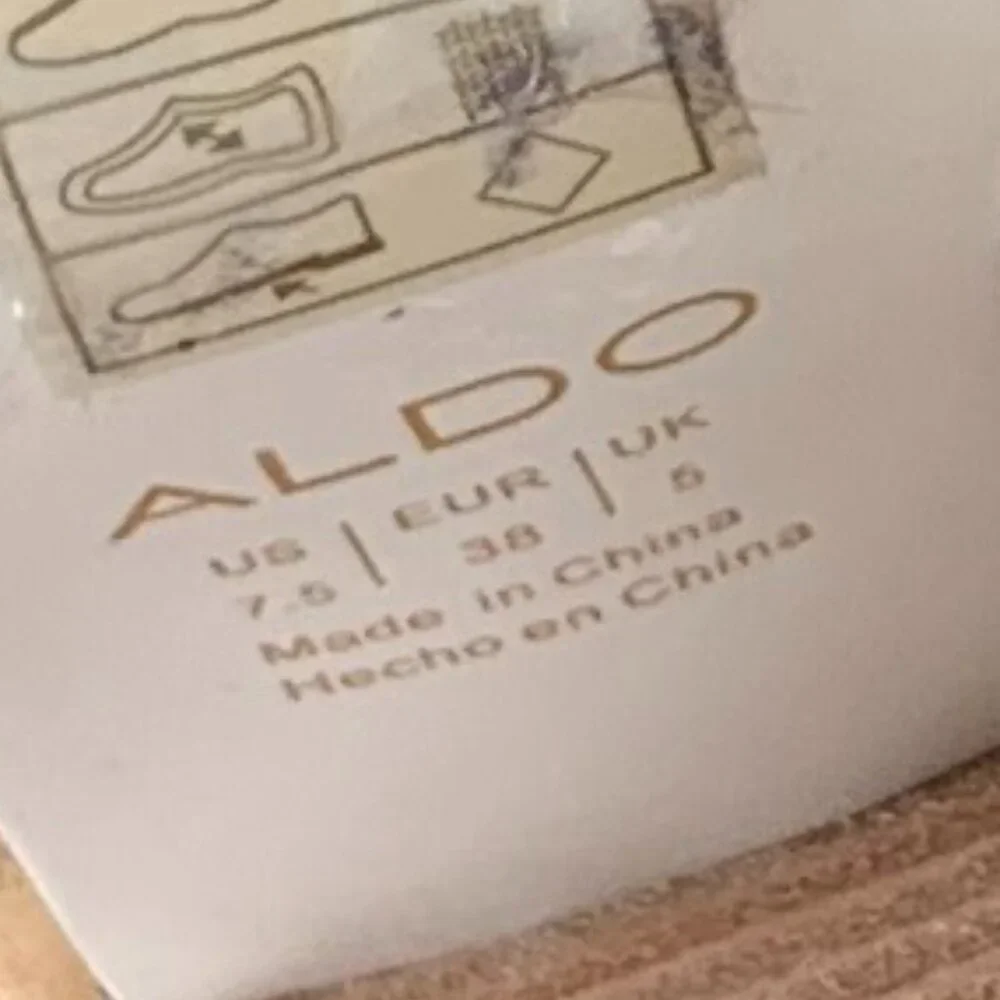 ALDO
US | EUR | UK
7.5 38 5
Made in China
Hecho en China